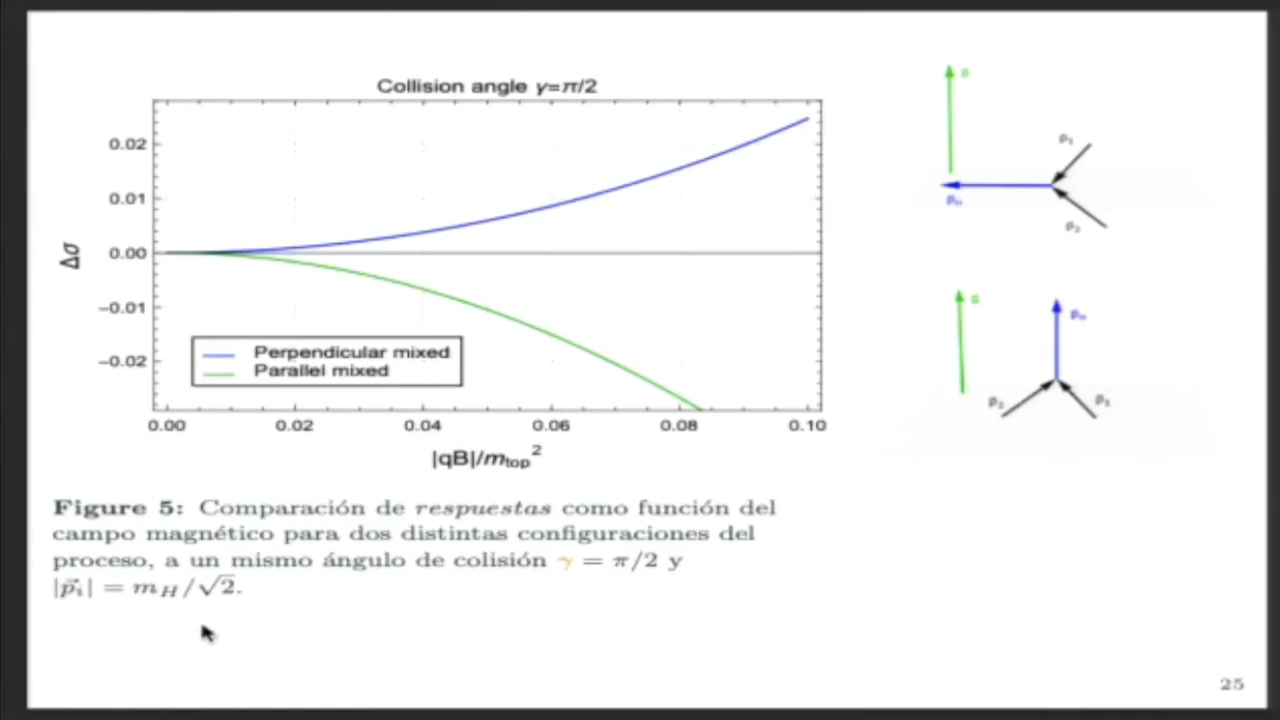 Collision angle γ=π/2
0.02
0.01
0.00
−0.01
−0.02
Δσ
Perpendicular mixed
Parallel mixed
0.00 0.02 0.04 0.06 0.08 0.10
|qB|/m_top²
p₁
p₂
p₂
Figure 5: Comparación de respuestas como función del
campo magnético para dos distintas configuraciones del
proceso, a un mismo ángulo de colisión γ = π/2 y
|p⃗ᵢ| = m_H/√2.
25